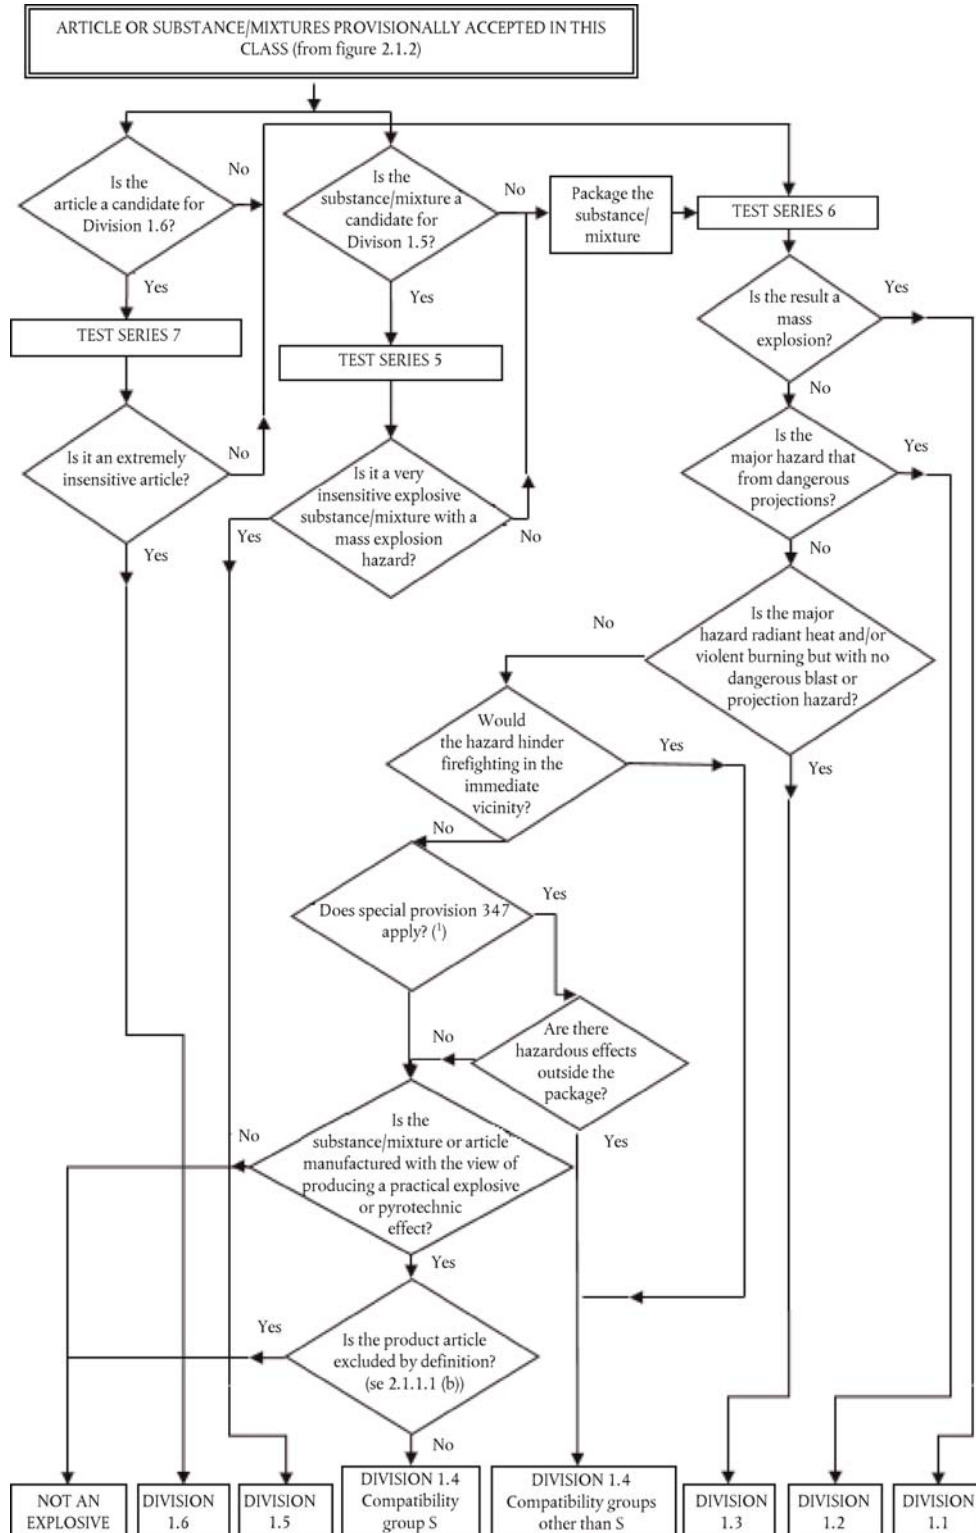 ARTICLE OR SUBSTANCE/MIXTURES PROVISIONALLY ACCEPTED IN THIS
CLASS (from figure 2.1.2)
Is the
article a candidate for
Division 1.6?
No
Yes
Is the
substance/mixture a
candidate for
Divison 1.5?
No
Yes
Package the
substance/
mixture
TEST SERIES 6
TEST SERIES 7
TEST SERIES 5
Is the result a
mass
explosion?
Yes
No
Is it an extremely
insensitive article?
No
Yes
Is it a very
insensitive explosive
substance/mixture with a
mass explosion
hazard?
Yes
No
Is the
major hazard that
from dangerous
projections?
Yes
No
Is the major
hazard radiant heat and/or
violent burning but with no
dangerous blast or
projection hazard?
No
Yes
Would
the hazard hinder
firefighting in the
immediate
vicinity?
Yes
No
Does special provision 347
apply? (¹)
Yes
Are there
hazardous effects
outside the
package?
No
Yes
Is the
substance/mixture or article
manufactured with the view of
producing a practical explosive
or pyrotechnic
effect?
No
Yes
Is the product article
excluded by definition?
(se 2.1.1.1 (b))
Yes
No
NOT AN
EXPLOSIVE
DIVISION
1.6
DIVISION
1.5
DIVISION 1.4
Compatibility
group S
DIVISION 1.4
Compatibility groups
other than S
DIVISION
1.3
DIVISION
1.2
DIVISION
1.1